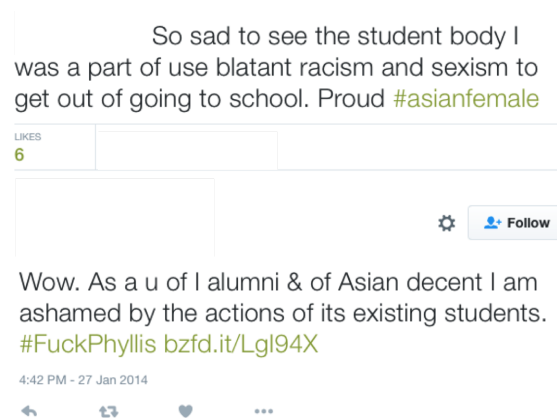 So sad to see the student body I
was a part of use blatant racism and sexism to
get out of going to school. Proud #asianfemale
LIKES
6
Follow
Wow. As a u of I alumni & of Asian decent I am
ashamed by the actions of its existing students.
#FuckPhyllis bzfd.it/Lgl94X
4:42 PM - 27 Jan 2014